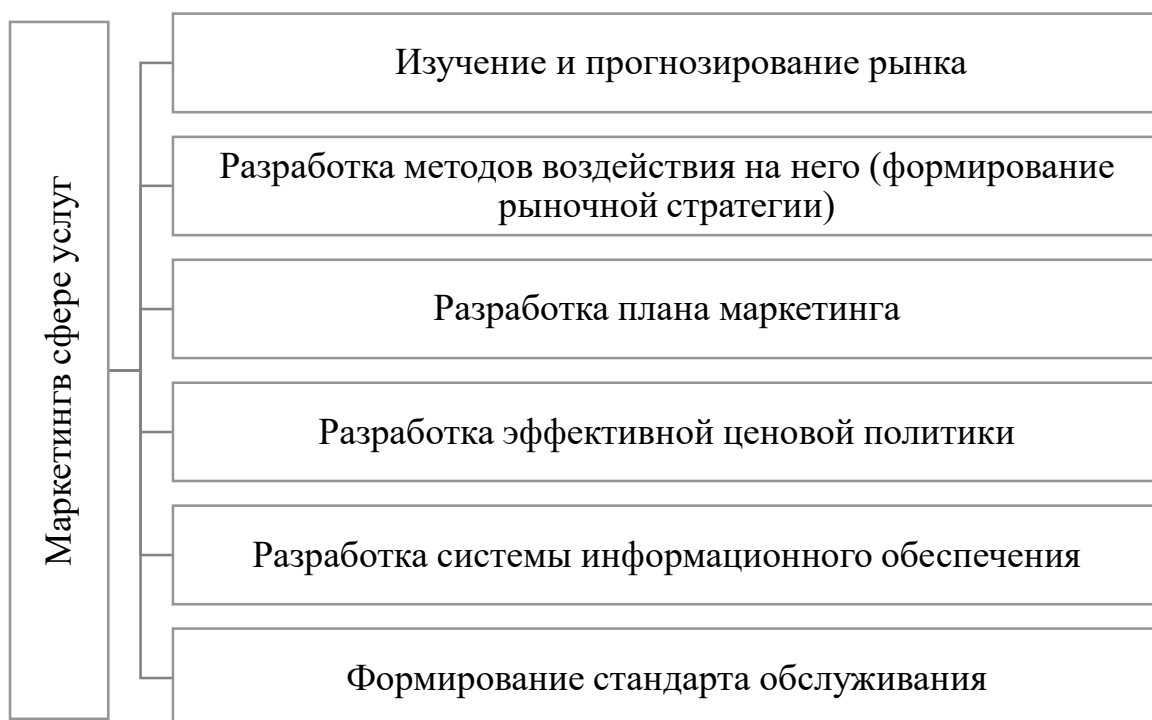 Маркетингв сфере услуг
Изучение и прогнозирование рынка
Разработка методов воздействия на него (формирование
рыночной стратегии)
Разработка плана маркетинга
Разработка эффективной ценовой политики
Разработка системы информационного обеспечения
Формирование стандарта обслуживания